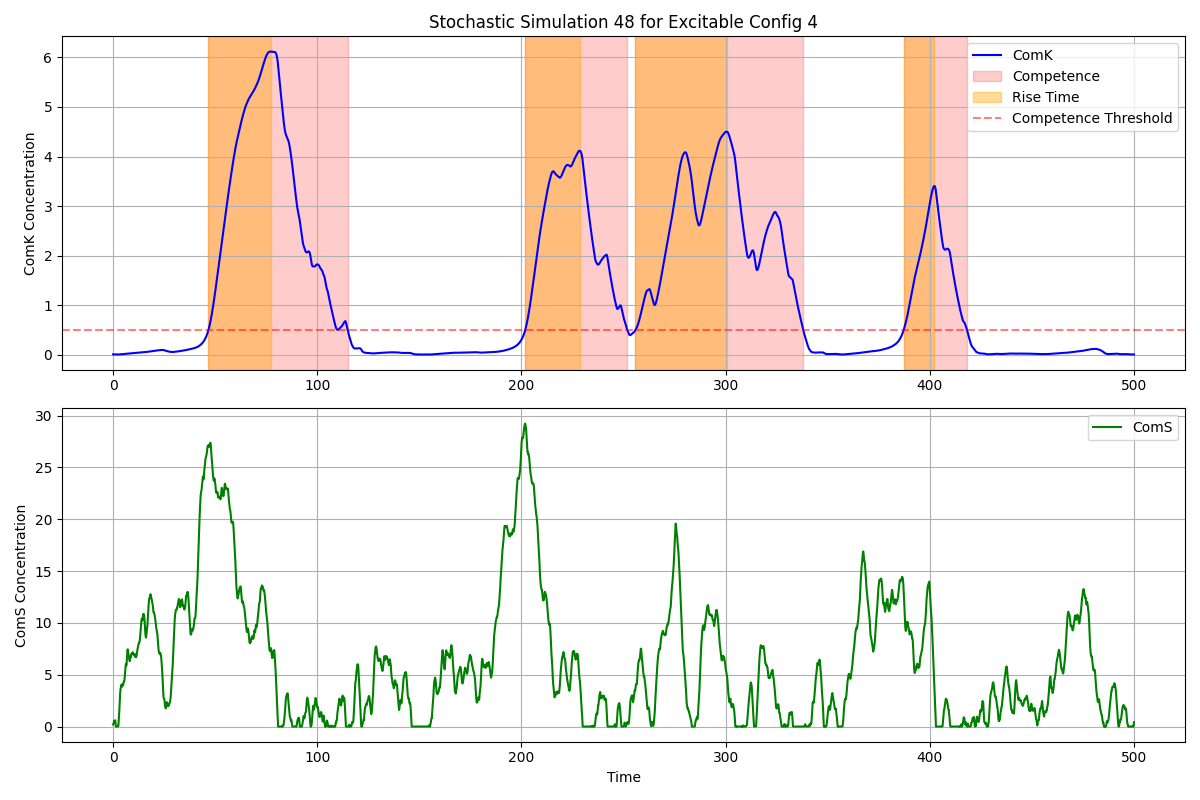 Stochastic Simulation 48 for Excitable Config 4
ComK Concentration
6
5
4
3
2
1
0
0 100 200 300 400 500
ComK
Competence
Rise Time
Competence Threshold
ComS Concentration
30
25
20
15
10
5
0
0 100 200 300 400 500
ComS
Time